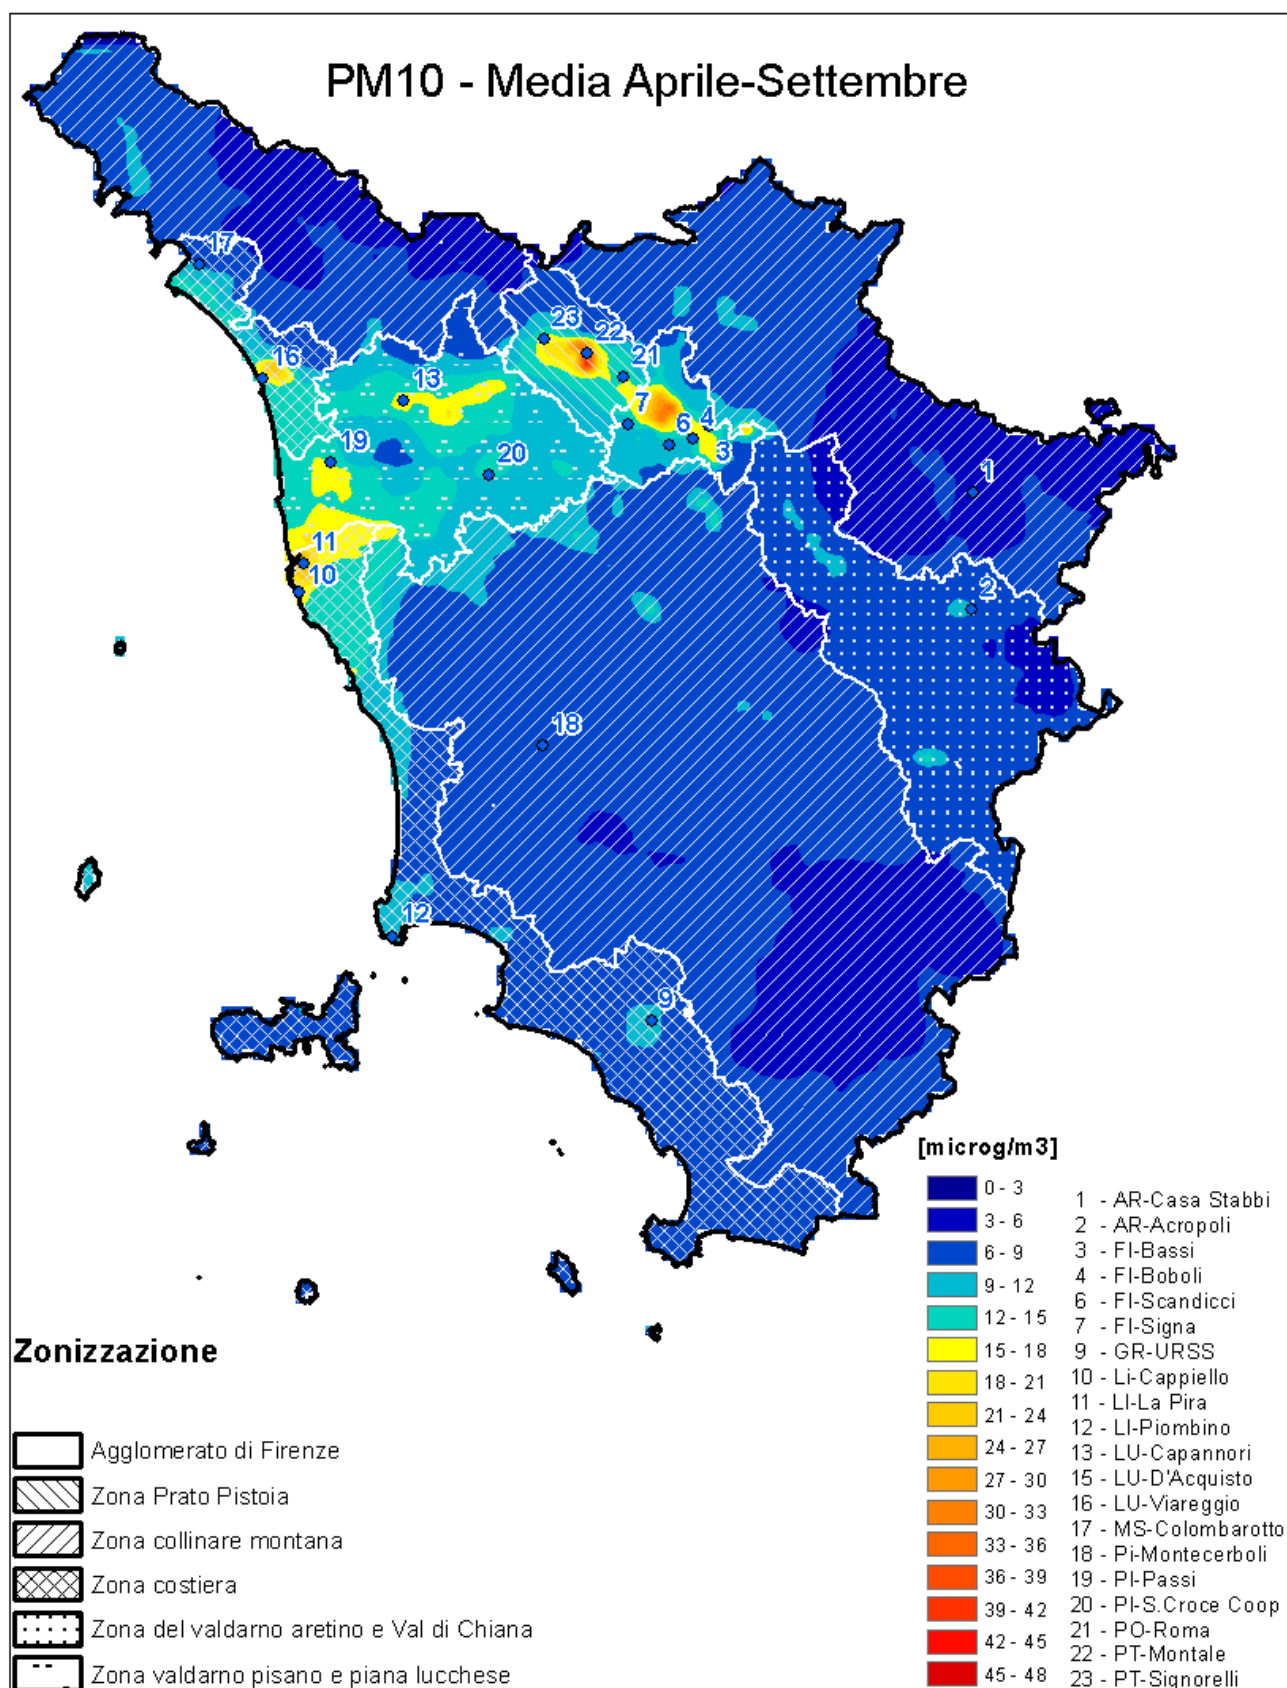 PM10 - Media Aprile-Settembre
17
23
22
16
21
13
7
4
6
3
19
20
1
11
10
2
18
12
9
[microg/m3]
0 - 3
3 - 6
6 - 9
9 - 12
12 - 15
15 - 18
18 - 21
21 - 24
24 - 27
27 - 30
30 - 33
33 - 36
36 - 39
39 - 42
42 - 45
45 - 48
1 - AR-Casa Stabbi
2 - AR-Acropoli
3 - FI-Bassi
4 - FI-Boboli
6 - FI-Scandicci
7 - FI-Signa
9 - GR-URSS
10 - Li-Cappiello
11 - LI-La Pira
12 - LI-Piombino
13 - LU-Capannori
15 - LU-D'Acquisto
16 - LU-Viareggio
17 - MS-Colombarotto
18 - Pi-Montecerboli
19 - PI-Passi
20 - PI-S.Croce Coop
21 - PO-Roma
22 - PT-Montale
23 - PT-Signorelli
Zonizzazione
Agglomerato di Firenze
Zona Prato Pistoia
Zona collinare montana
Zona costiera
Zona del valdarno aretino e Val di Chiana
Zona valdarno pisano e piana lucchese